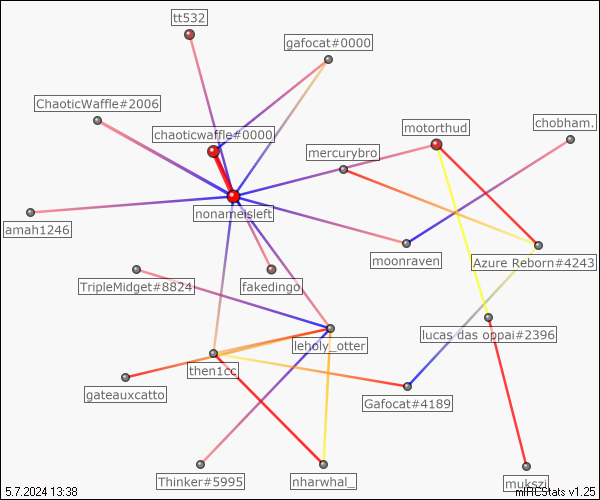 tt532
gafocat#0000
ChaoticWaffle#2006
chaoticwaffle#0000
motorthud
chobham.
mercurybro
nonameisleft
amah1246
moonraven
Azure Reborn#4243
TripleMidget#8824
fakedingo
lucas das oppai#2396
leholy_otter
then1cc
gateauxcatto
Gafocat#4189
Thinker#5995
nharwhal_
mukszi
5.7.2024 13:38
mIRCStats v1.25